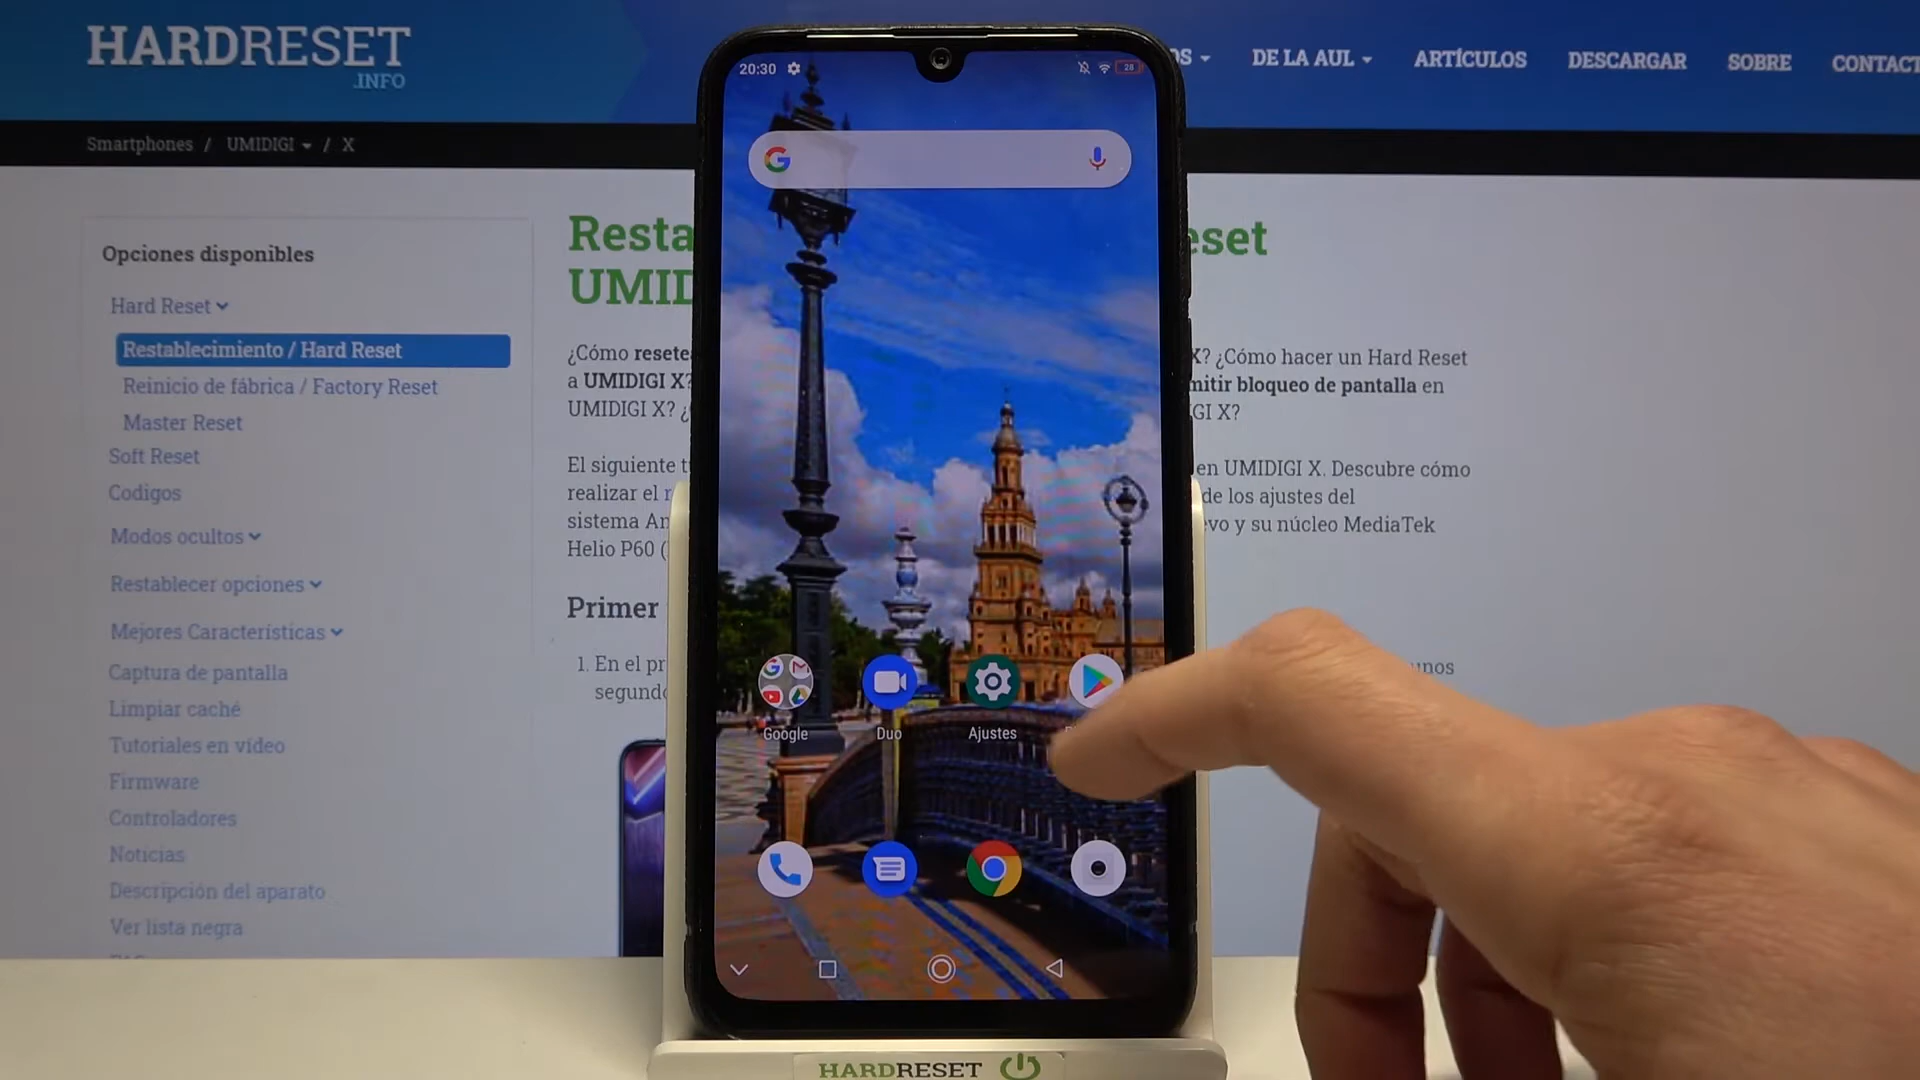 HARDRESET
.INFO
OS
DE LA AUL
ARTÍCULOS
DESCARGAR
SOBRE
CONTACT
Smartphones / UMIDIGI / X
Opciones disponibles
Hard Reset
Restablecimiento / Hard Reset
Reinicio de fábrica / Factory Reset
Master Reset
Soft Reset
Codigos
Modos ocultos
Restablecer opciones
Mejores Características
Captura de pantalla
Limpiar caché
Tutoriales en vídeo
Firmware
Controladores
Noticias
Descripción del aparato
Ver lista negra
Resta
eset
UMID
¿Cómo resete
X? ¿Cómo hacer un Hard Reset
a UMIDIGI X?
mitir bloqueo de pantalla en
UMIDIGI X? ¿
GI X?
El siguiente t
en UMIDIGI X. Descubre cómo
realizar el r
de los ajustes del
sistema An
evo y su núcleo MediaTek
Helio P60 (
Primer
1. En el pr
unos
segundo
20:30
28
Google
Duo
Ajustes
HARDRESET